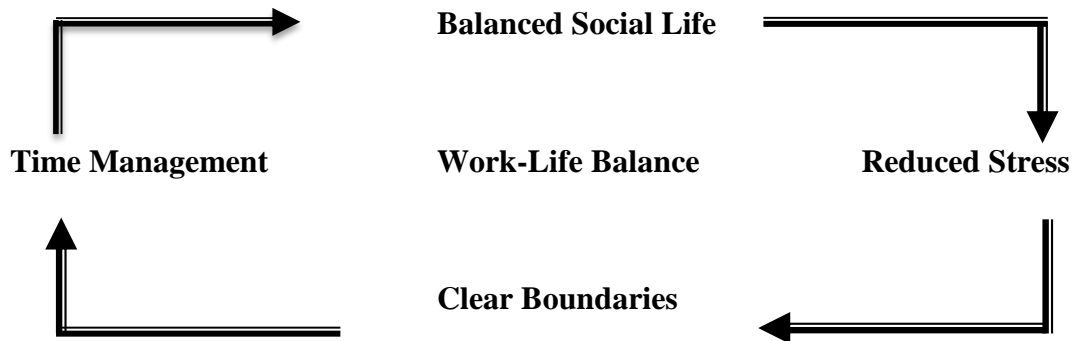 Balanced Social Life
Time Management Work-Life Balance Reduced Stress
Clear Boundaries